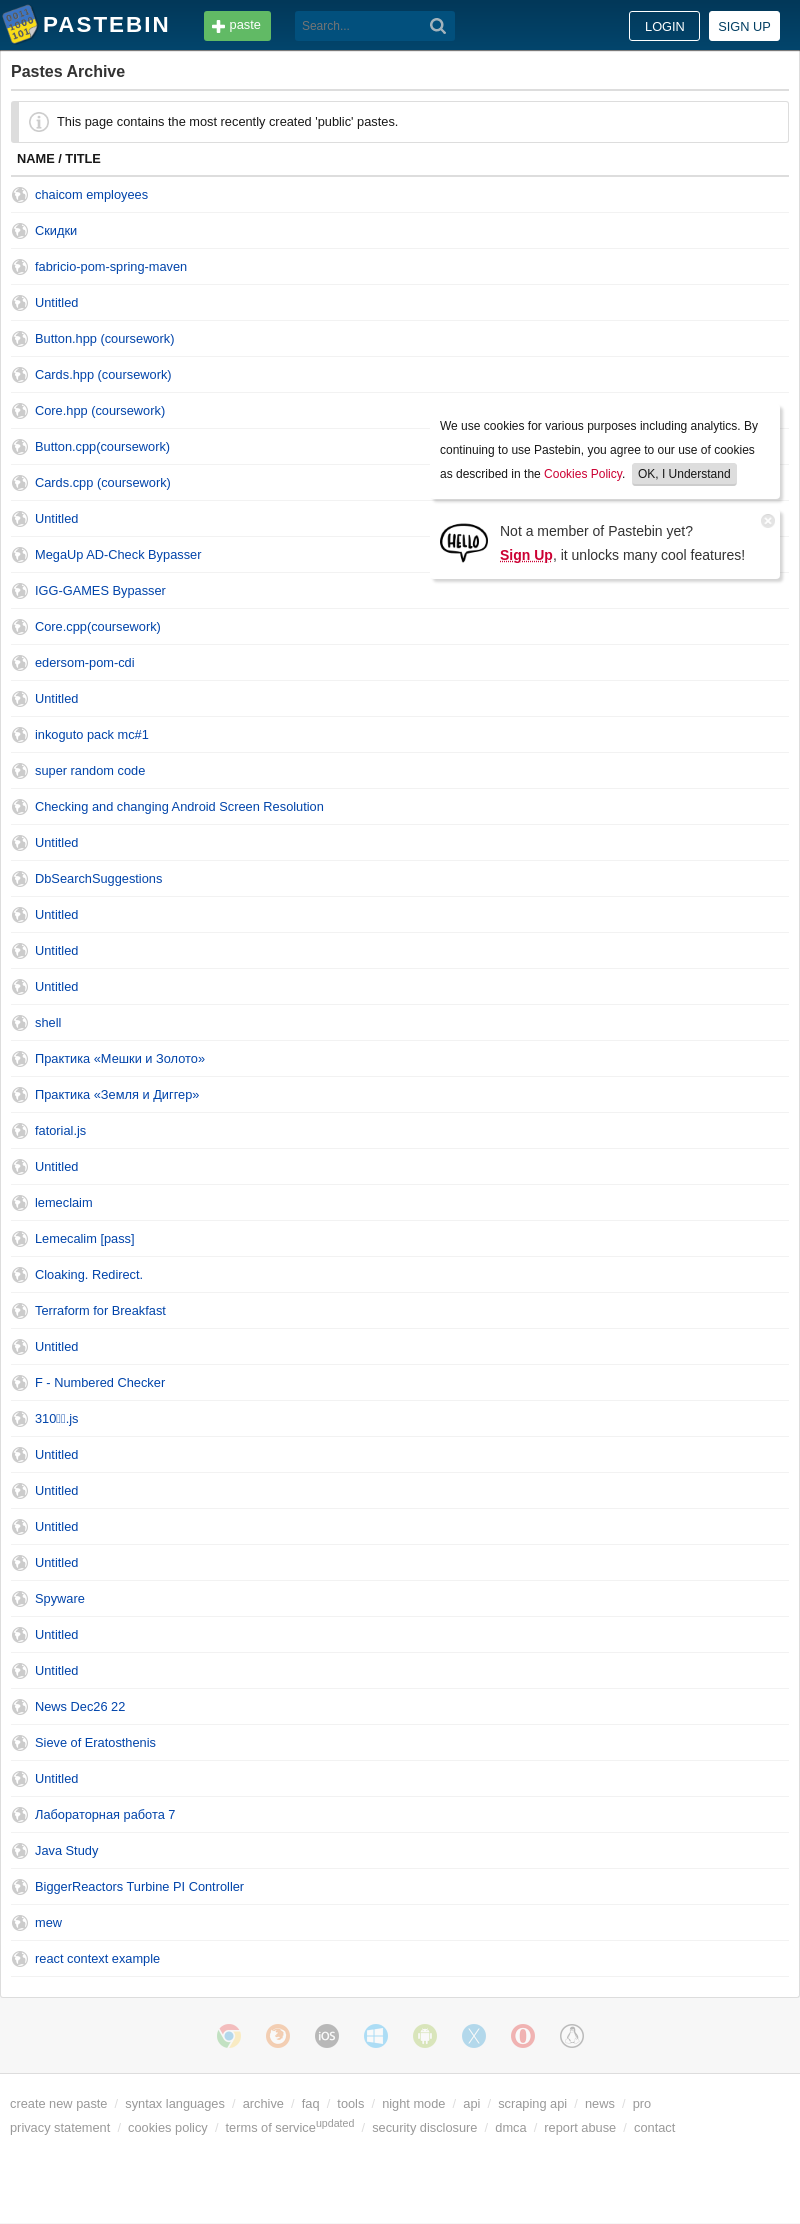 PASTEBIN paste Search... LOGIN SIGN UP
Pastes Archive
This page contains the most recently created 'public' pastes.
NAME / TITLE
chaicom employees
Скидки
fabricio-pom-spring-maven
Untitled
Button.hpp (coursework)
Cards.hpp (coursework)
Core.hpp (coursework)
Button.cpp(coursework)
Cards.cpp (coursework)
We use cookies for various purposes including analytics. By
continuing to use Pastebin, you agree to our use of cookies
as described in the Cookies Policy. OK, I Understand
HELLO
Not a member of Pastebin yet?
Sign Up, it unlocks many cool features!
Untitled
MegaUp AD-Check Bypasser
IGG-GAMES Bypasser
Core.cpp(coursework)
edersom-pom-cdi
Untitled
inkoguto pack mc#1
super random code
Checking and changing Android Screen Resolution
Untitled
DbSearchSuggestions
Untitled
Untitled
Untitled
shell
Практика «Мешки и Золото»
Практика «Земля и Диггер»
fatorial.js
Untitled
lemeclaim
Lemecalim [pass]
Cloaking. Redirect.
Terraform for Breakfast
Untitled
F - Numbered Checker
310.js
Untitled
Untitled
Untitled
Untitled
Spyware
Untitled
Untitled
News Dec26 22
Sieve of Eratosthenis
Untitled
Лабораторная работа 7
Java Study
BiggerReactors Turbine PI Controller
mew
react context example
iOS
create new paste / syntax languages / archive / faq / tools / night mode / api / scraping api / news / pro
privacy statement / cookies policy / terms of service updated / security disclosure / dmca / report abuse / contact